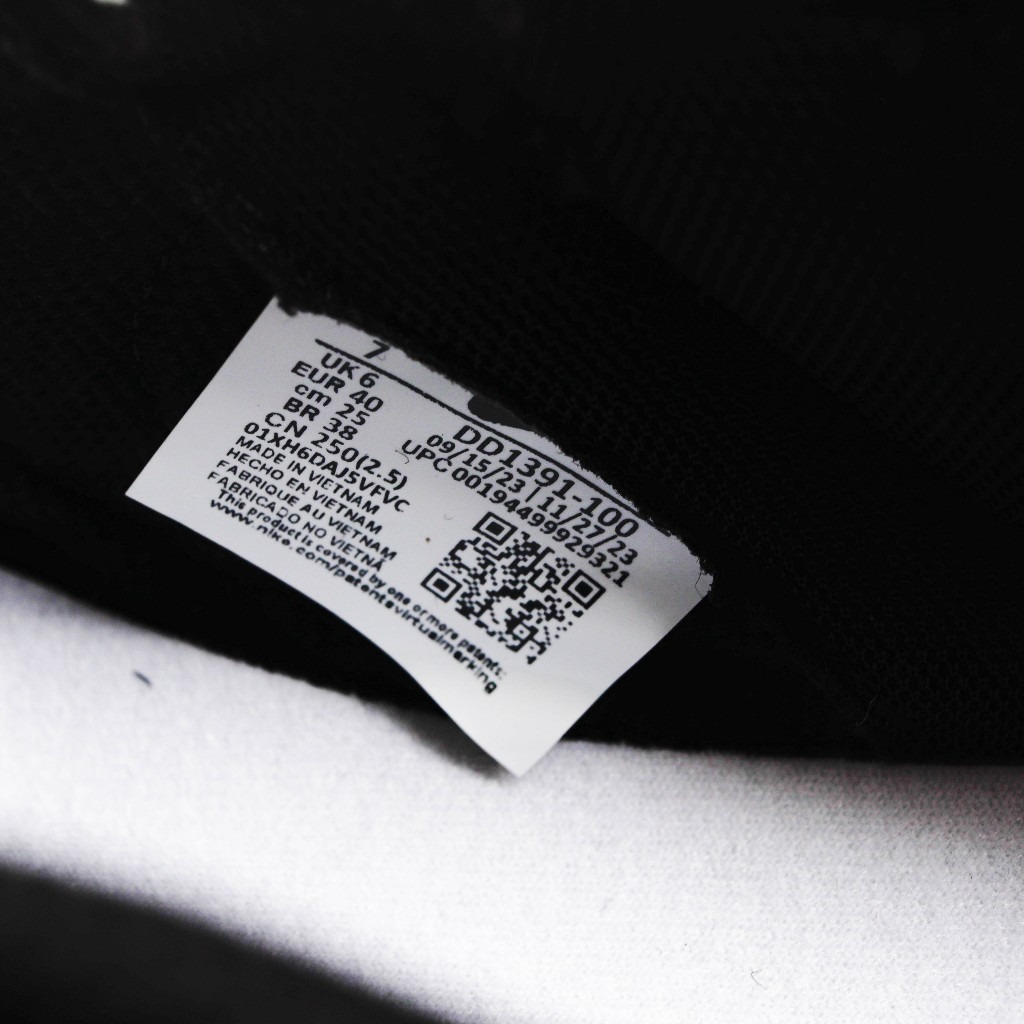 7
UK 6
EUR 40
cm 25
BR 38
CN 250(2.5)
01XH6DAJ5VFVC
MADE IN VIETNAM
HECHO EN VIETNAM
FABRIQUE AU VIETNAM
FABRICADO NO VIETNÃ
This product is covered by one or more patents:
www.nike.com/patentsvirtualmarking
DD1391-100
09/15/23 | 11/27/23
UPC 00194499929321